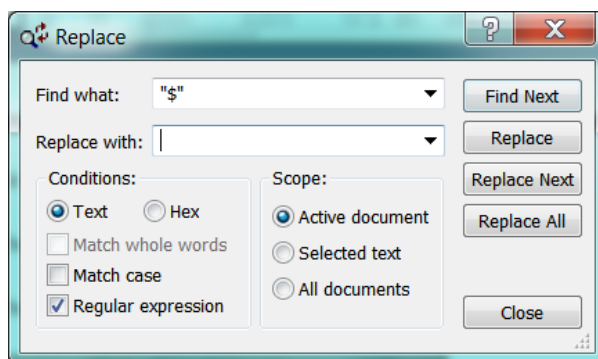 Replace
Find what: "$" Find Next
Replace with: Replace
Conditions: Scope: Replace Next
Text Hex Active document Replace All
Match whole words Selected text
Match case All documents
Regular expression Close